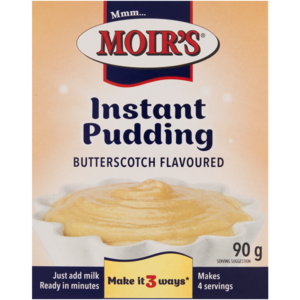 Mmm...
MOIR'S®
Instant
Pudding
BUTTERSCOTCH FLAVOURED
90 g
SERVING SUGGESTION
Just add milk
Ready in minutes
Make it 3 ways*
Makes
4 servings